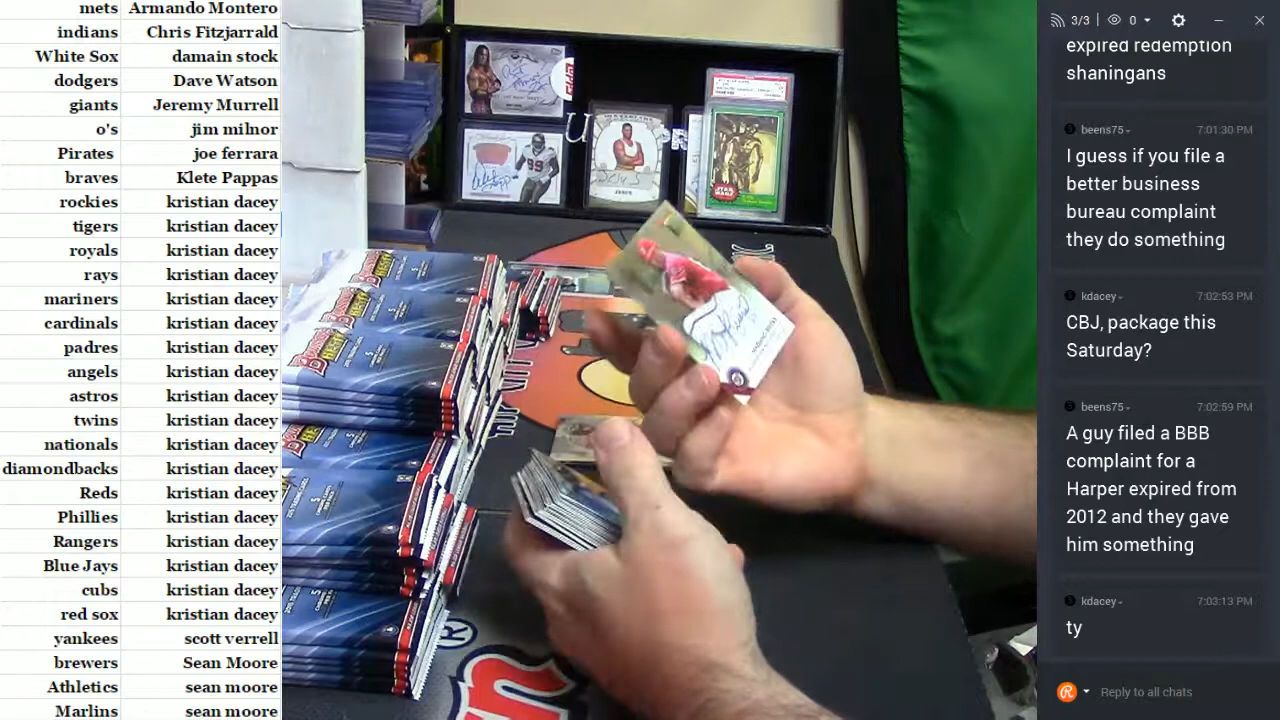 mets Armando Montero
indians Chris Fitzjarrald
White Sox damain stock
dodgers Dave Watson
giants Jeremy Murrell
o's jim milnor
Pirates joe ferrara
braves Klete Pappas
rockies kristian dacey
tigers kristian dacey
royals kristian dacey
rays kristian dacey
mariners kristian dacey
cardinals kristian dacey
padres kristian dacey
angels kristian dacey
astros kristian dacey
twins kristian dacey
nationals kristian dacey
diamondbacks kristian dacey
Reds kristian dacey
Phillies kristian dacey
Rangers kristian dacey
Blue Jays kristian dacey
cubs kristian dacey
red sox kristian dacey
yankees scott verrell
brewers Sean Moore
Athletics sean moore
Marlins sean moore
STAR WARS
BOWMAN'S
BEST
5
3/3 0
expired redemption
shaningans
beens75 7:01:30 PM
I guess if you file a
better business
bureau complaint
they do something
kdacey 7:02:53 PM
CBJ, package this
Saturday?
beens75 7:02:59 PM
A guy filed a BBB
complaint for a
Harper expired from
2012 and they gave
him something
kdacey 7:03:13 PM
ty
Reply to all chats